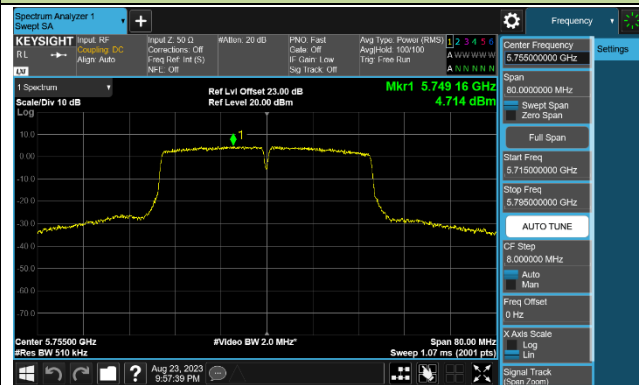 Spectrum Analyzer 1
Swept SA
Frequency
KEYSIGHT
RL
LXI
Input: RF
Coupling: DC
Align: Auto
Input Z: 50 Ω
Corrections: Off
Freq Ref: Int (S)
NFE: Off
#Atten: 20 dB
PNO: Fast
Gate: Off
IF Gain: Low
Sig Track: Off
Avg Type: Power (RMS)
Avg|Hold: 100/100
Trig: Free Run
1 2 3 4 5 6
A W W W W W
A N N N N N
1 Spectrum
Scale/Div 10 dB
Log
Ref Lvl Offset 23.00 dB
Ref Level 20.00 dBm
Mkr1 5.749 16 GHz
4.714 dBm
1
10.0
0.00
-10.0
-20.0
-30.0
-40.0
-50.0
-60.0
-70.0
Center 5.75500 GHz
#Res BW 510 kHz
#Video BW 2.0 MHz*
Span 80.00 MHz
Sweep 1.07 ms (2001 pts)
Center Frequency
5.755000000 GHz
Settings
Span
80.0000000 MHz
Swept Span
Zero Span
Full Span
Start Freq
5.715000000 GHz
Stop Freq
5.795000000 GHz
AUTO TUNE
CF Step
8.000000 MHz
Auto
Man
Freq Offset
0 Hz
X Axis Scale
Log
Lin
Signal Track
(Span Zoom)
Aug 23, 2023
9:57:39 PM